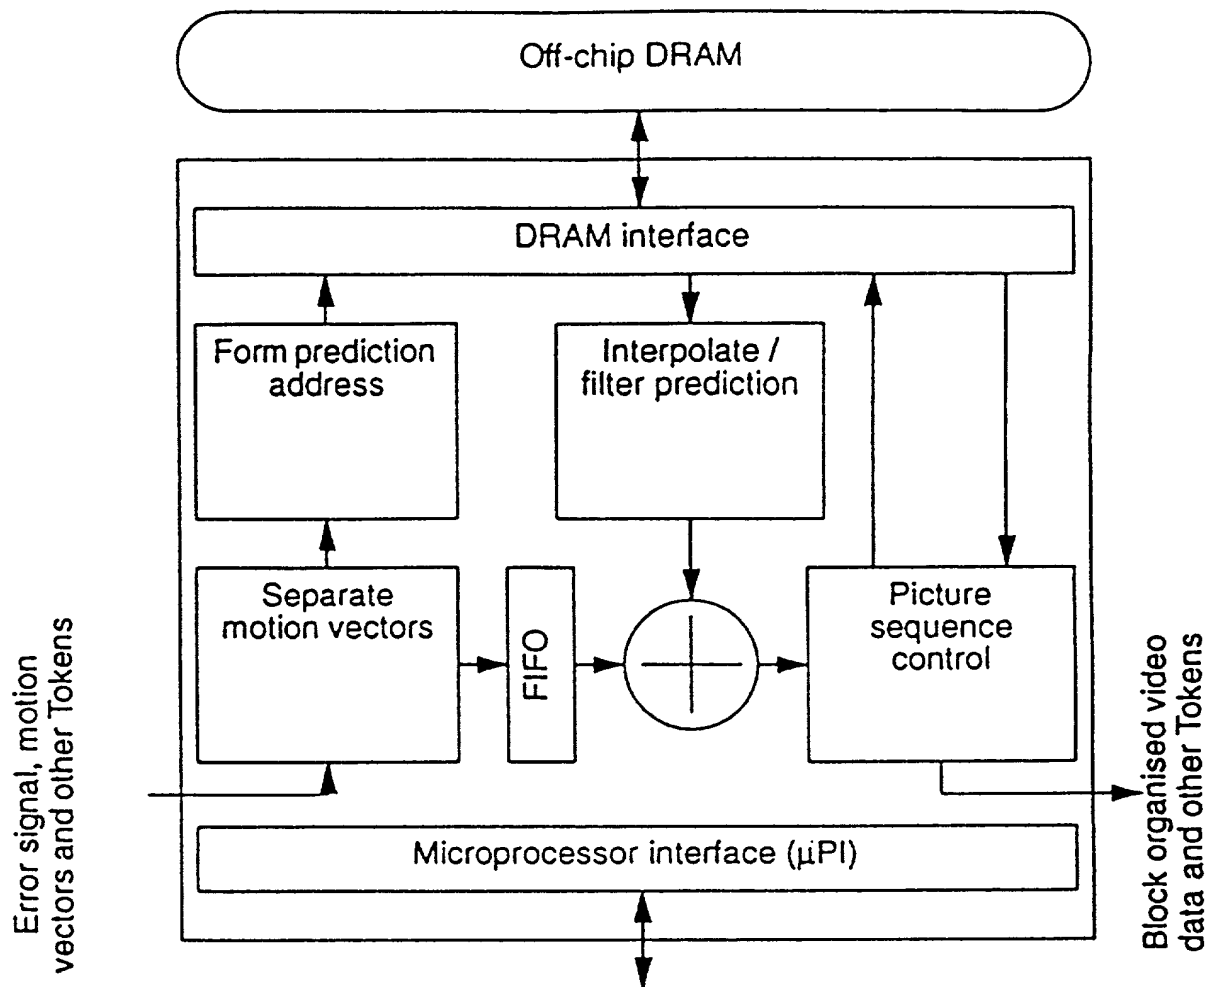 Off-chip DRAM
DRAM interface
Form prediction
address
Interpolate /
filter prediction
Separate
motion vectors
FIFO
Picture
sequence
control
Error signal, motion
vectors and other Tokens
Block organised video
data and other Tokens
Microprocessor interface (µPI)